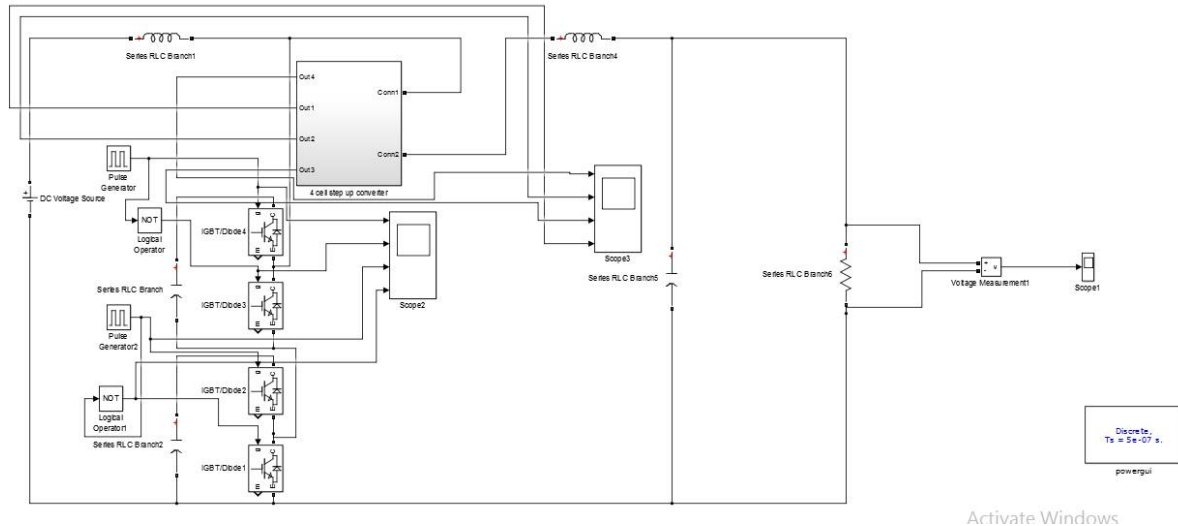 Series RLC Branch1
Series RLC Branch4
Out4
Out1
Out2
Out3
Conn1
Conn2
4 cell step up converter
Pulse
Generator
DC Voltage Source
NOT
Logical
Operator
g
C
m
E
IGBT/Diode4
Series RLC Branch
g
C
m
E
IGBT/Diode3
Scope2
Scope3
Series RLC Branch5
Series RLC Branch6
+
-
v
Voltage Measurement1
Scope1
Pulse
Generator2
NOT
Logical
Operator1
g
C
m
E
IGBT/Diode2
Series RLC Branch2
g
C
m
E
IGBT/Diode1
Discrete,
Ts = 5e-07 s.
powergui
Activate Windows